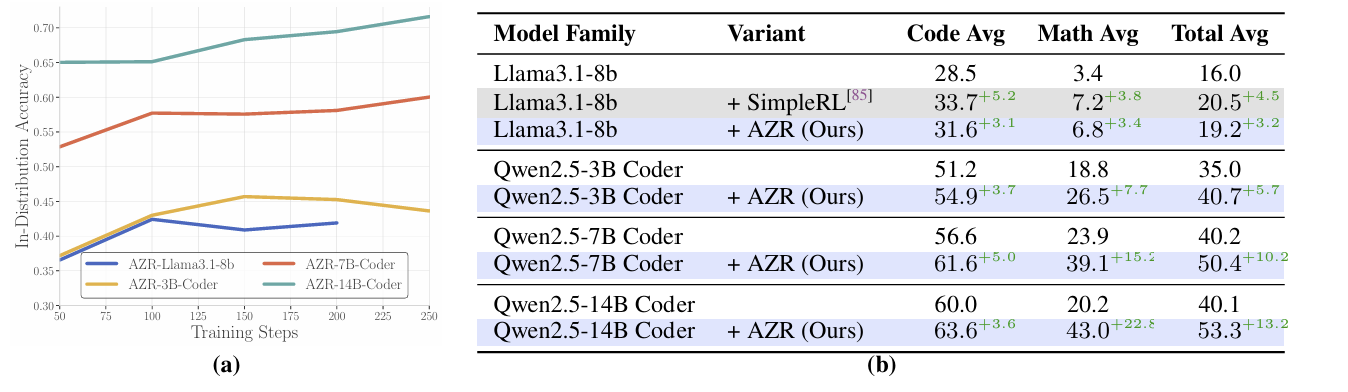 In-Distribution Accuracy
0.70
0.65
0.60
0.55
0.50
0.45
0.40
0.35
0.30
AZR-Llama3.1-8b AZR-7B-Coder
AZR-3B-Coder AZR-14B-Coder
50 75 100 125 150 175 200 225 250
Training Steps
(a)
Model Family Variant Code Avg Math Avg Total Avg
Llama3.1-8b 28.5 3.4 16.0
Llama3.1-8b + SimpleRL[85] 33.7+5.2 7.2+3.8 20.5+4.5
Llama3.1-8b + AZR (Ours) 31.6+3.1 6.8+3.4 19.2+3.2
Qwen2.5-3B Coder 51.2 18.8 35.0
Qwen2.5-3B Coder + AZR (Ours) 54.9+3.7 26.5+7.7 40.7+5.7
Qwen2.5-7B Coder 56.6 23.9 40.2
Qwen2.5-7B Coder + AZR (Ours) 61.6+5.0 39.1+15.2 50.4+10.2
Qwen2.5-14B Coder 60.0 20.2 40.1
Qwen2.5-14B Coder + AZR (Ours) 63.6+3.6 43.0+22.8 53.3+13.2
(b)